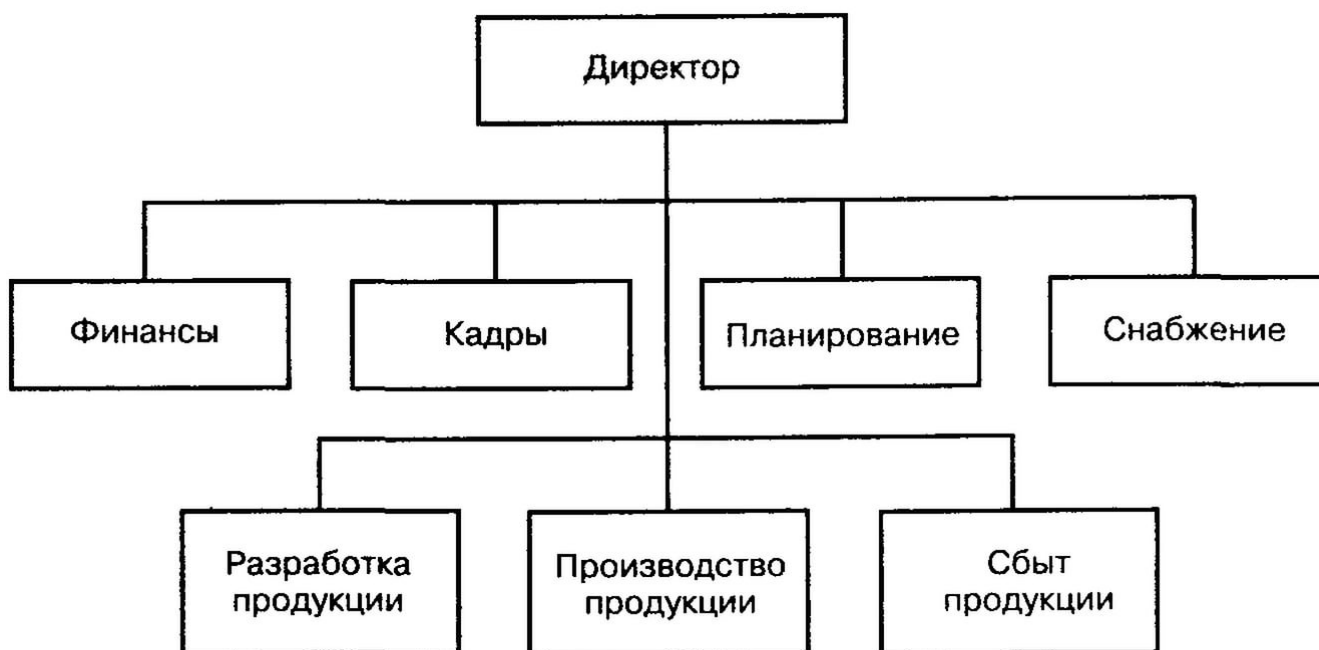 Директор
Финансы
Кадры
Планирование
Снабжение
Разработка
продукции
Производство
продукции
Сбыт
продукции